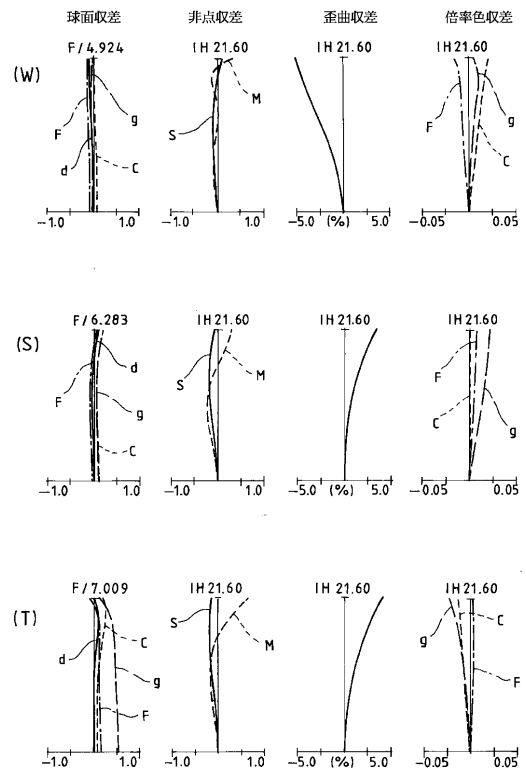 球面収差 非点収差 歪曲収差 倍率色収差
F/4.924 IH 21.60 IH 21.60 IH 21.60
(W)
F g d C
S M
F g C
-1.0 1.0 -1.0 1.0 -5.0 (%) 5.0 -0.05 0.05
F/6.283 IH 21.60 IH 21.60 IH 21.60
(S)
d F g C
S M
F C g
-1.0 1.0 -1.0 1.0 -5.0 (%) 5.0 -0.05 0.05
F/7.009 IH 21.60 IH 21.60 IH 21.60
(T)
C d g F
S M
C g F
-1.0 1.0 -1.0 1.0 -5.0 (%) 5.0 -0.05 0.05